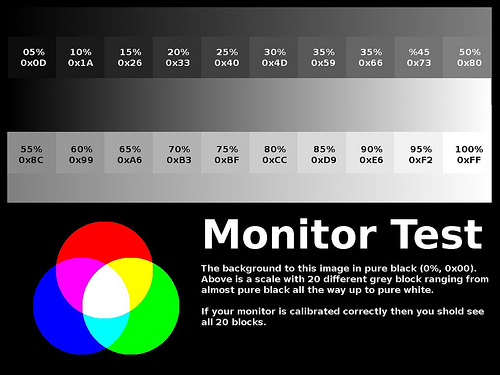 05% 10% 15% 20% 25% 30% 35% 35% %45 50%
0x0D 0x1A 0x26 0x33 0x40 0x4D 0x59 0x66 0x73 0x80
55% 60% 65% 70% 75% 80% 85% 90% 95% 100%
0x8C 0x99 0xA6 0xB3 0xBF 0xCC 0xD9 0xE6 0xF2 0xFF
Monitor Test
The background to this image in pure black (0%, 0x00).
Above is a scale with 20 different grey block ranging from
almost pure black all the way up to pure white.
If your monitor is calibrated correctly then you shold see
all 20 blocks.